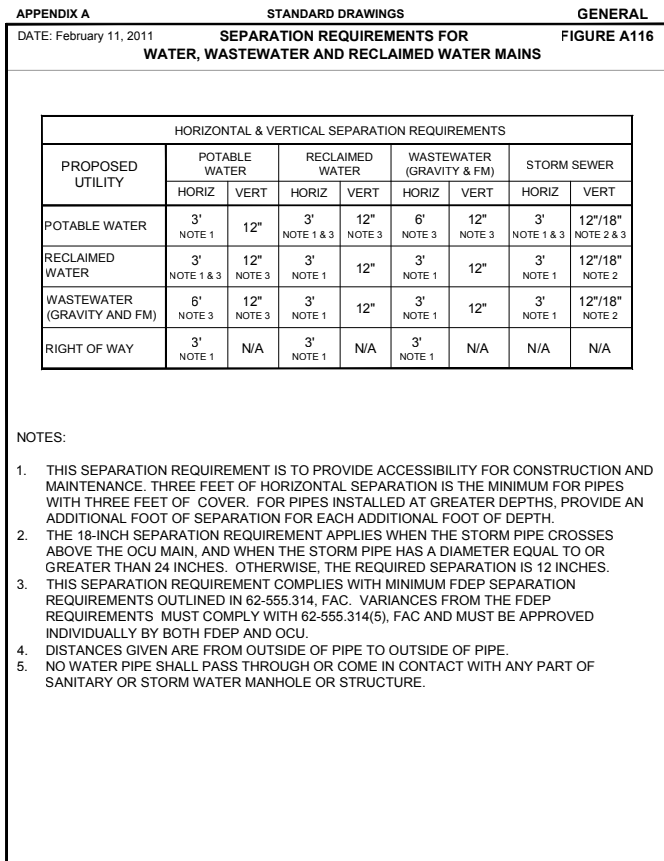 APPENDIX A STANDARD DRAWINGS GENERAL
DATE: February 11, 2011 SEPARATION REQUIREMENTS FOR FIGURE A116
WATER, WASTEWATER AND RECLAIMED WATER MAINS
HORIZONTAL & VERTICAL SEPARATION REQUIREMENTS
PROPOSED UTILITY POTABLE WATER RECLAIMED WATER WASTEWATER (GRAVITY & FM) STORM SEWER
HORIZ VERT HORIZ VERT HORIZ VERT HORIZ VERT
POTABLE WATER 3' NOTE 1 12" 3' NOTE 1 & 3 12" NOTE 3 6' NOTE 3 12" NOTE 3 3' NOTE 1 & 3 12"/18" NOTE 2 & 3
RECLAIMED WATER 3' NOTE 1 & 3 12" NOTE 3 3' NOTE 1 12" 3' NOTE 1 12" 3' NOTE 1 12"/18" NOTE 2
WASTEWATER (GRAVITY AND FM) 6' NOTE 3 12" NOTE 3 3' NOTE 1 12" 3' NOTE 1 12" 3' NOTE 1 12"/18" NOTE 2
RIGHT OF WAY 3' NOTE 1 N/A 3' NOTE 1 N/A 3' NOTE 1 N/A N/A N/A
NOTES:
1. THIS SEPARATION REQUIREMENT IS TO PROVIDE ACCESSIBILITY FOR CONSTRUCTION AND
MAINTENANCE. THREE FEET OF HORIZONTAL SEPARATION IS THE MINIMUM FOR PIPES
WITH THREE FEET OF COVER. FOR PIPES INSTALLED AT GREATER DEPTHS, PROVIDE AN
ADDITIONAL FOOT OF SEPARATION FOR EACH ADDITIONAL FOOT OF DEPTH.
2. THE 18-INCH SEPARATION REQUIREMENT APPLIES WHEN THE STORM PIPE CROSSES
ABOVE THE OCU MAIN, AND WHEN THE STORM PIPE HAS A DIAMETER EQUAL TO OR
GREATER THAN 24 INCHES. OTHERWISE, THE REQUIRED SEPARATION IS 12 INCHES.
3. THIS SEPARATION REQUIREMENT COMPLIES WITH MINIMUM FDEP SEPARATION
REQUIREMENTS OUTLINED IN 62-555.314, FAC. VARIANCES FROM THE FDEP
REQUIREMENTS MUST COMPLY WITH 62-555.314(5), FAC AND MUST BE APPROVED
INDIVIDUALLY BY BOTH FDEP AND OCU.
4. DISTANCES GIVEN ARE FROM OUTSIDE OF PIPE TO OUTSIDE OF PIPE.
5. NO WATER PIPE SHALL PASS THROUGH OR COME IN CONTACT WITH ANY PART OF
SANITARY OR STORM WATER MANHOLE OR STRUCTURE.